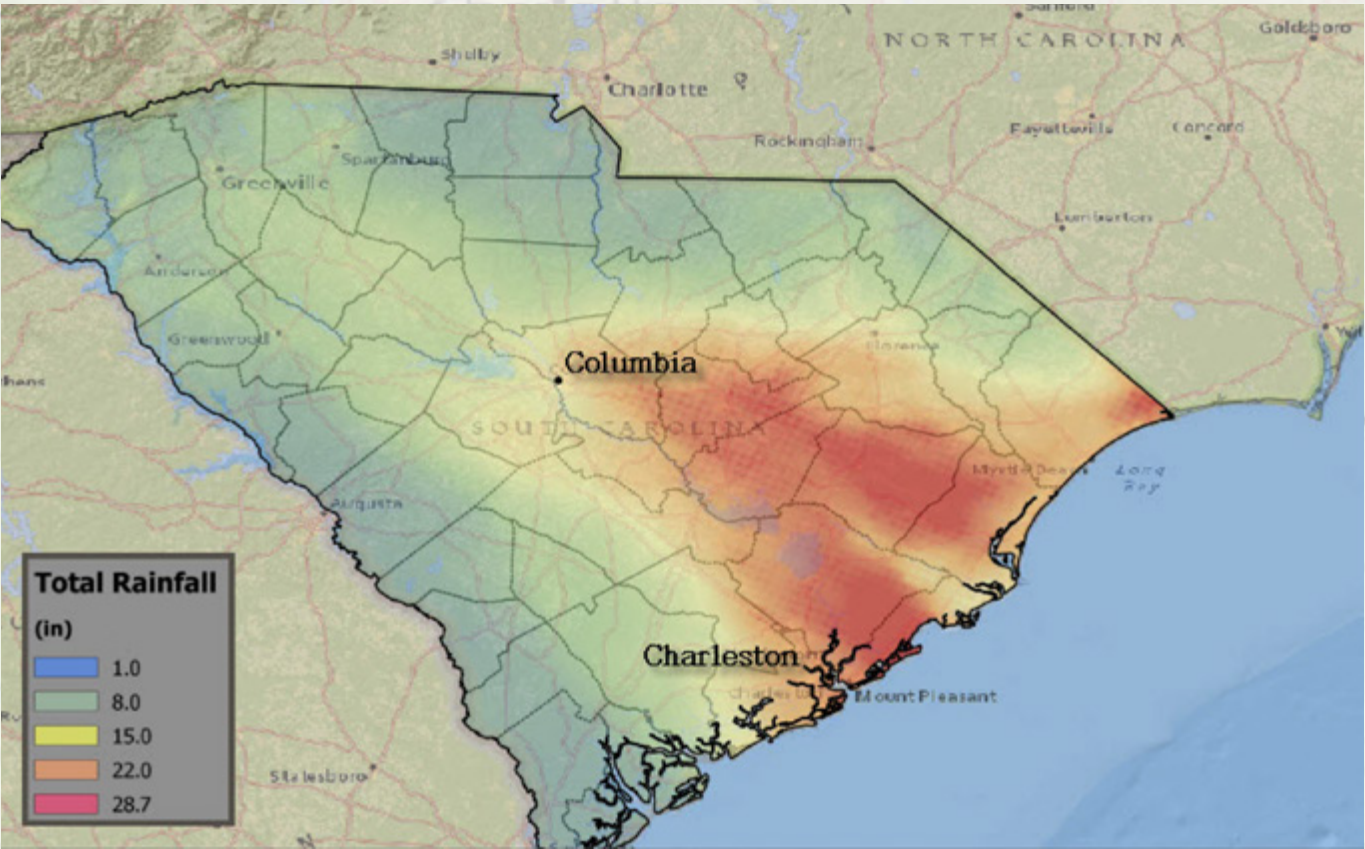 Sanford
Goldsboro
NORTH CAROLINA
Shelby
Charlotte
Fayetteville
Concord
Rockingham
Spartanburg
Greenville
Lumberton
Anderson
Greenwood
Florence
Columbia
SOUTH CAROLINA
Myrtle Beach
Long
Bay
Augusta
Total Rainfall
(in)
1.0
8.0
15.0
22.0
28.7
Charleston
Charleston
Mount Pleasant
Statesboro